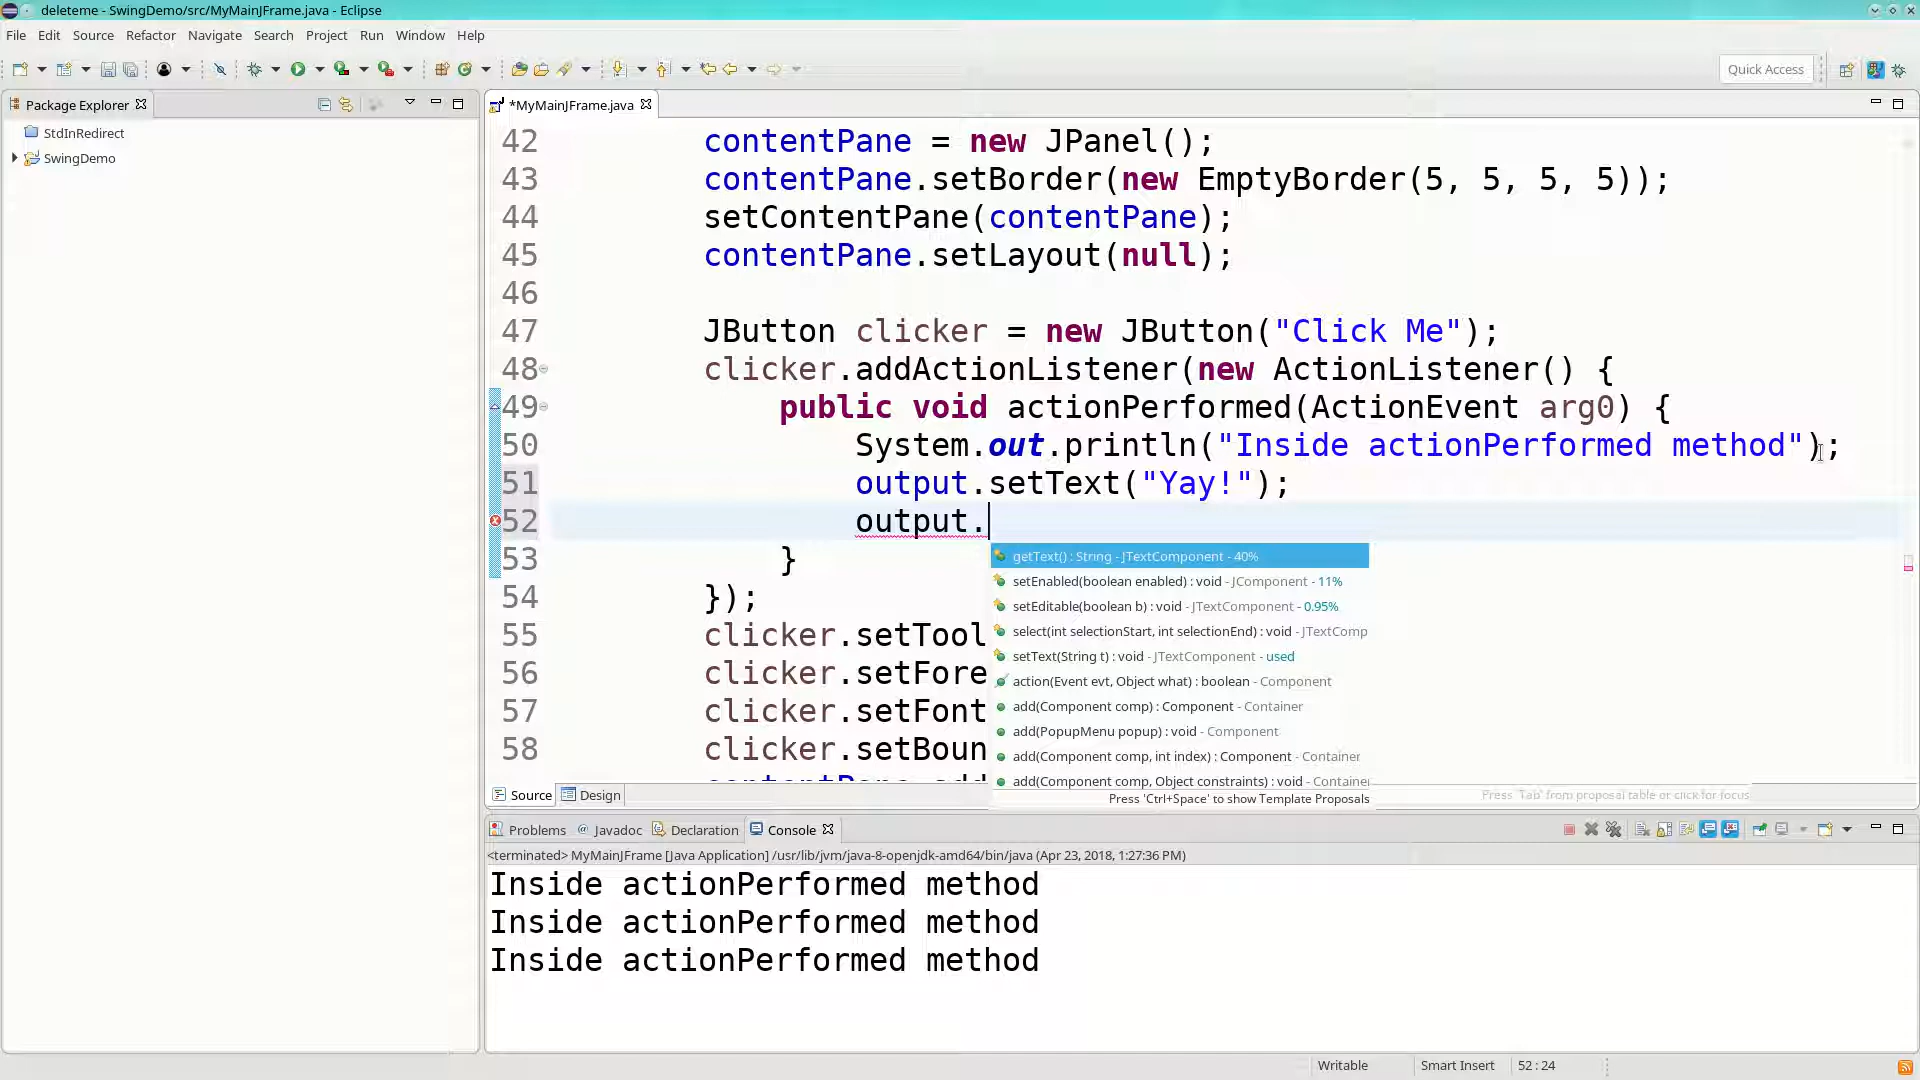 deleteme - SwingDemo/src/MyMainJFrame.java - Eclipse
File Edit Source Refactor Navigate Search Project Run Window Help
Quick Access
Package Explorer
StdInRedirect
SwingDemo
*MyMainJFrame.java
42 contentPane = new JPanel();
43 contentPane.setBorder(new EmptyBorder(5, 5, 5, 5));
44 setContentPane(contentPane);
45 contentPane.setLayout(null);
46
47 JButton clicker = new JButton("Click Me");
48 clicker.addActionListener(new ActionListener() {
49 public void actionPerformed(ActionEvent arg0) {
50 System.out.println("Inside actionPerformed method");
51 output.setText("Yay!");
52 output.
53 }
54 });
55 clicker.setTool
56 clicker.setFore
57 clicker.setFont
58 clicker.setBoun
getText() : String - JTextComponent - 40%
setEnabled(boolean enabled) : void - JComponent - 11%
setEditable(boolean b) : void - JTextComponent - 0.95%
select(int selectionStart, int selectionEnd) : void - JTextComp
setText(String t) : void - JTextComponent - used
action(Event evt, Object what) : boolean - Component
add(Component comp) : Component - Container
add(PopupMenu popup) : void - Component
add(Component comp, int index) : Component - Container
add(Component comp, Object constraints) : void - Container
Press 'Ctrl+Space' to show Template Proposals
Press 'Tab' from proposal table or click for focus
Source Design
Problems Javadoc Declaration Console
<terminated> MyMainJFrame [Java Application] /usr/lib/jvm/java-8-openjdk-amd64/bin/java (Apr 23, 2018, 1:27:36 PM)
Inside actionPerformed method
Inside actionPerformed method
Inside actionPerformed method
Writable Smart Insert 52 : 24